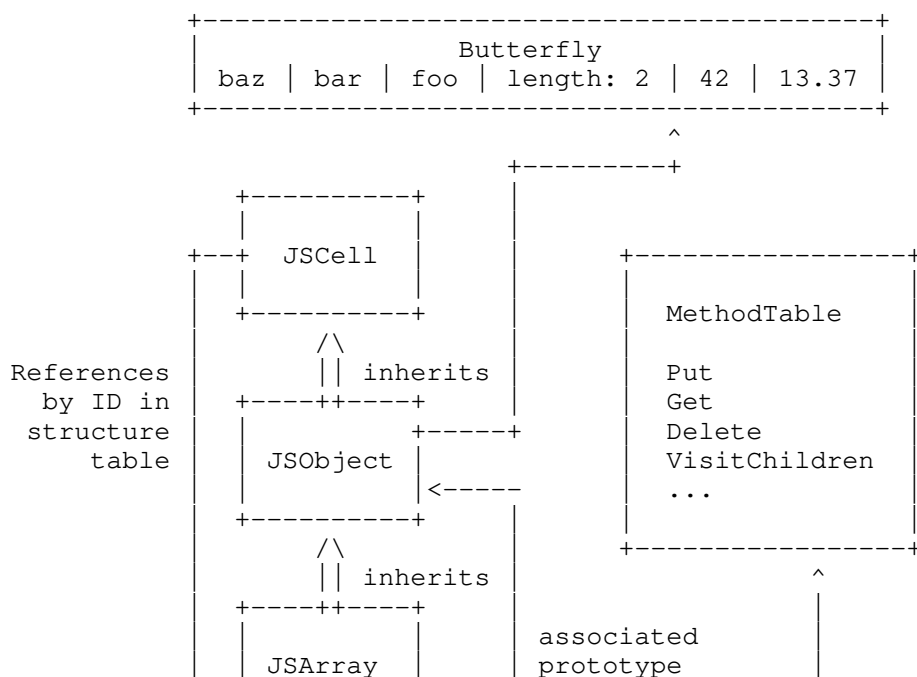 Butterfly
baz | bar | foo | length: 2 | 42 | 13.37
JSCell
MethodTable
References
by ID in
structure
table
inherits
Put
Get
Delete
VisitChildren
...
JSObject
inherits
associated
prototype
JSArray